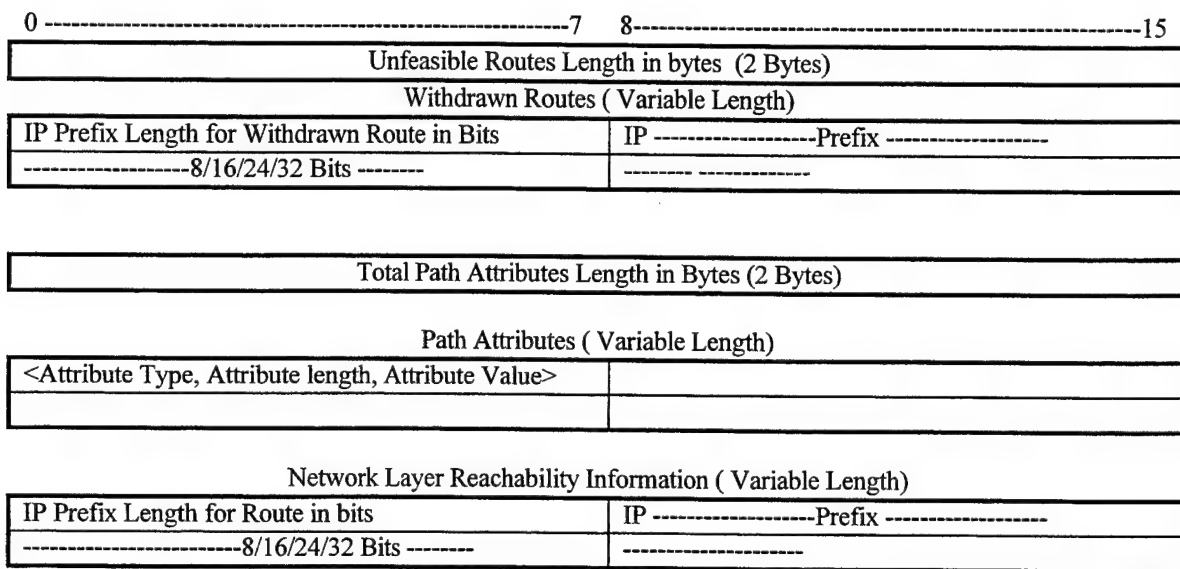 0 ----------------------------------------------------------7 8---------------------------------------------------------15
Unfeasible Routes Length in bytes (2 Bytes)
Withdrawn Routes ( Variable Length)
IP Prefix Length for Withdrawn Route in Bits IP ------------------Prefix ------------------
-------------------8/16/24/32 Bits -------- -------- -------------
Total Path Attributes Length in Bytes (2 Bytes)
Path Attributes ( Variable Length)
<Attribute Type, Attribute length, Attribute Value>
Network Layer Reachability Information ( Variable Length)
IP Prefix Length for Route in bits IP ------------------Prefix ------------------
-------------------------8/16/24/32 Bits -------- --------------------